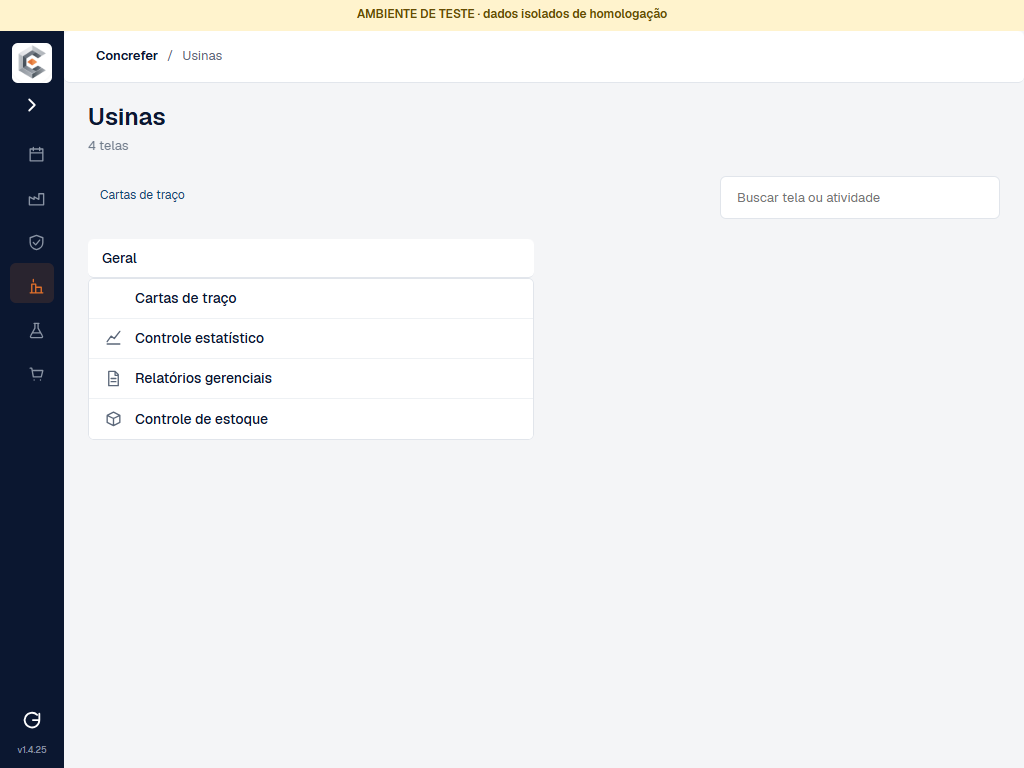 AMBIENTE DE TESTE · dados isolados de homologação
Concrefer / Usinas
Usinas
4 telas
Cartas de traço
Buscar tela ou atividade
Geral
Cartas de traço
Controle estatístico
Relatórios gerenciais
Controle de estoque
v1.4.25